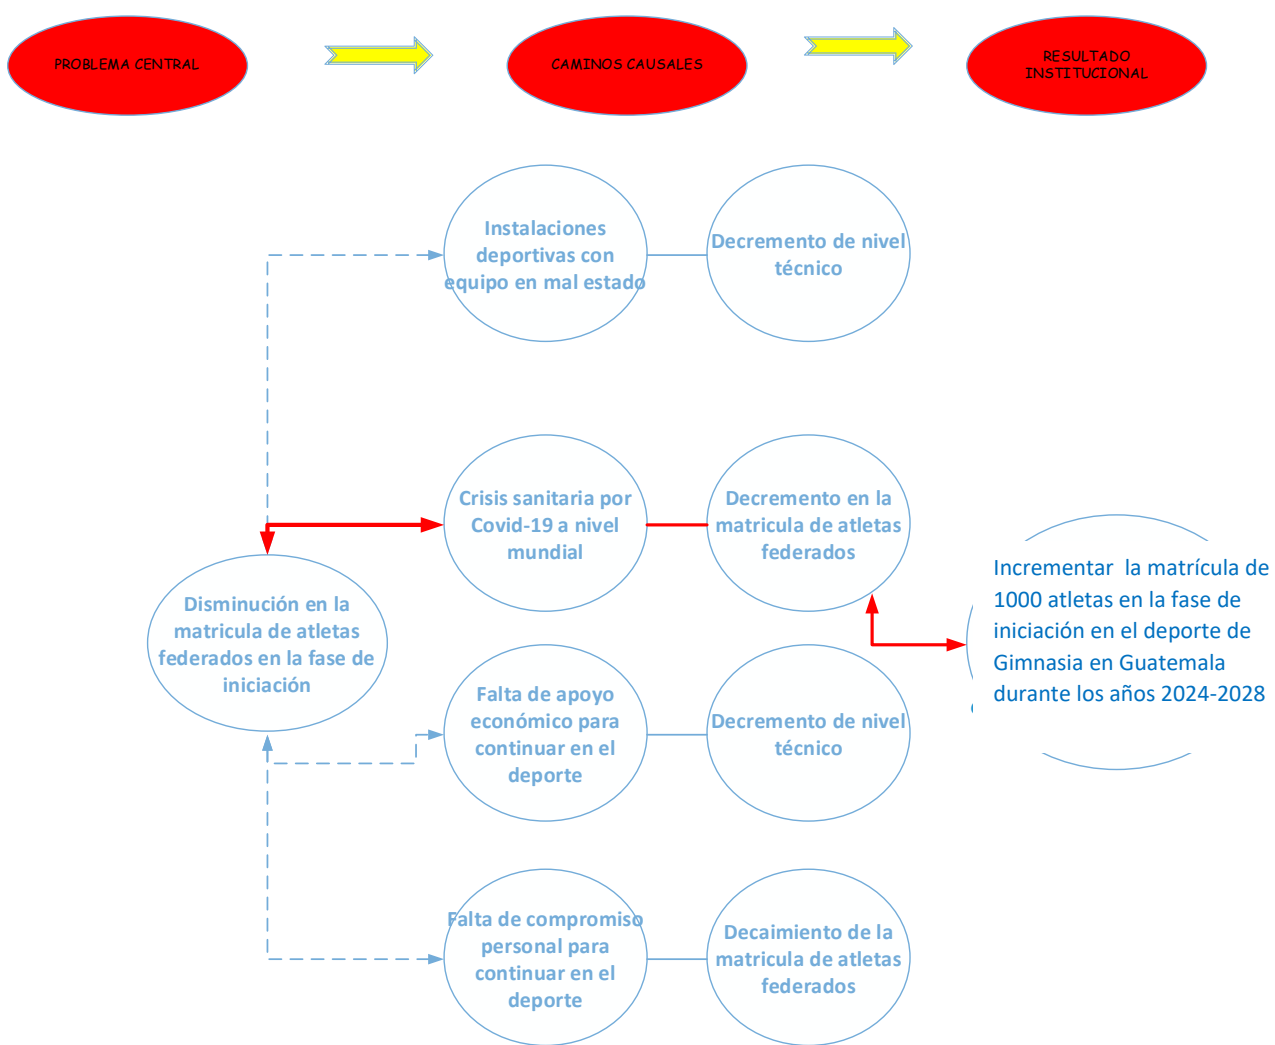 PROBLEMA CENTRAL
CAMINOS CAUSALES
RESULTADO
INSTITUCIONAL
Instalaciones
deportivas con
equipo en mal estado
Decremento de nivel
técnico
Crisis sanitaria por
Covid-19 a nivel
mundial
Decremento en la
matricula de atletas
federados
Disminución en la
matricula de atletas
federados en la fase de
iniciación
Incrementar la matrícula de
1000 atletas en la fase de
iniciación en el deporte de
Gimnasia en Guatemala
durante los años 2024-2028
Falta de apoyo
económico para
continuar en el
deporte
Decremento de nivel
técnico
Falta de compromiso
personal para
continuar en el
deporte
Decaimiento de la
matricula de atletas
federados